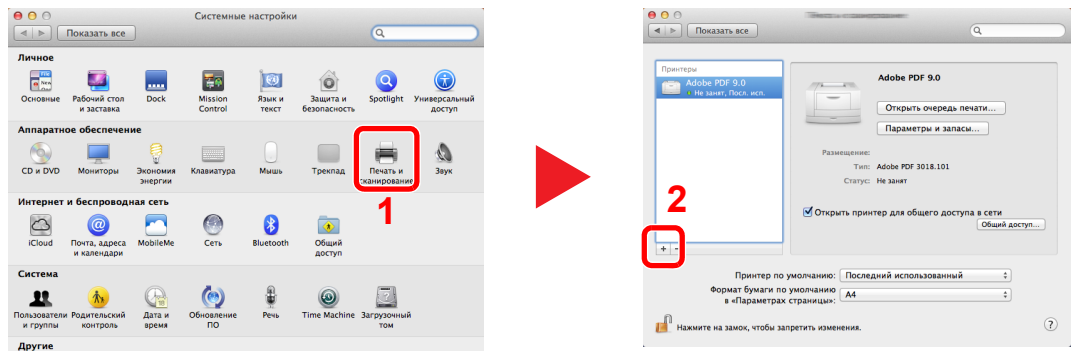 Системные настройки
Показать все
Личное
Основные
Рабочий стол и заставка
Dock
Mission Control
Язык и текст
Защита и безопасность
Spotlight
Универсальный доступ
Аппаратное обеспечение
CD и DVD
Мониторы
Экономия энергии
Клавиатура
Мышь
Трекпад
Печать и сканирование
Звук
1
Интернет и беспроводная сеть
iCloud
Почта, адреса и календари
MobileMe
Сеть
Bluetooth
Общий доступ
Система
Пользователи и группы
Родительский контроль
Дата и время
Обновление ПО
Речь
Time Machine
Загрузочный том
Другие
Показать все
Принтеры
Adobe PDF 9.0
Не занят, Посл. исп.
2
+ -
Adobe PDF 9.0
Открыть очередь печати...
Параметры и запасы...
Размещение:
Тип: Adobe PDF 3018.101
Статус: Не занят
Открыть принтер для общего доступа в сети
Общий доступ...
Принтер по умолчанию: Последний использованный
Формат бумаги по умолчанию
в «Параметрах страницы»: A4
Нажмите на замок, чтобы запретить изменения.
?